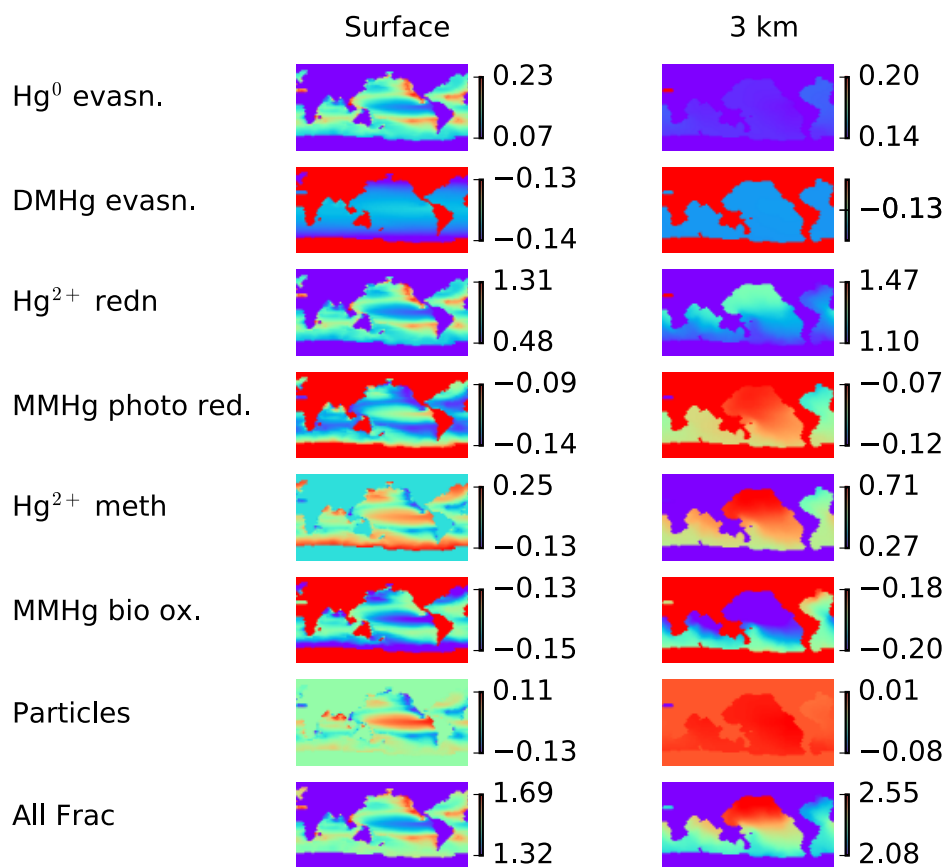 Surface 3 km
Hg⁰ evasn. 0.23 0.07 0.20 0.14
DMHg evasn. −0.13 −0.14 −0.13
Hg²⁺ redn 1.31 0.48 1.47 1.10
MMHg photo red. −0.09 −0.14 −0.07 −0.12
Hg²⁺ meth 0.25 −0.13 0.71 0.27
MMHg bio ox. −0.13 −0.15 −0.18 −0.20
Particles 0.11 −0.13 0.01 −0.08
All Frac 1.69 1.32 2.55 2.08